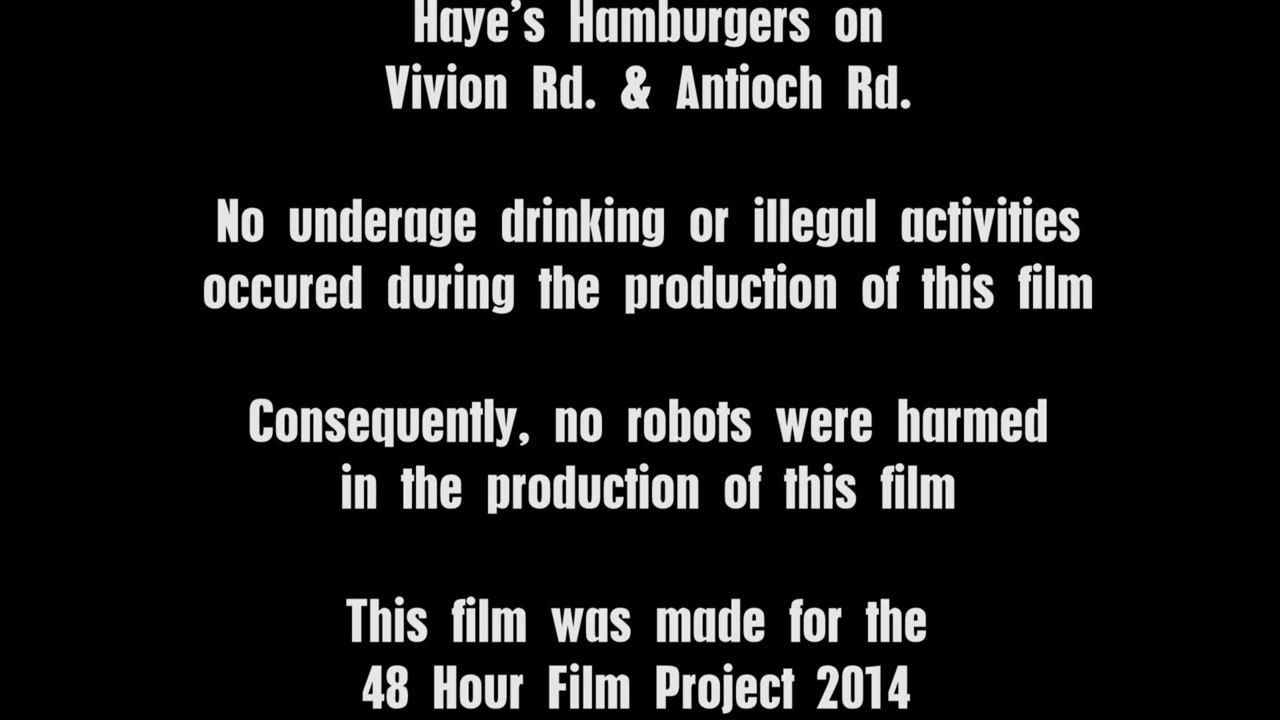 Haye's Hamburgers on
Vivion Rd. & Antioch Rd.
No underage drinking or illegal activities
occured during the production of this film
Consequently, no robots were harmed
in the production of this film
This film was made for the
48 Hour Film Project 2014